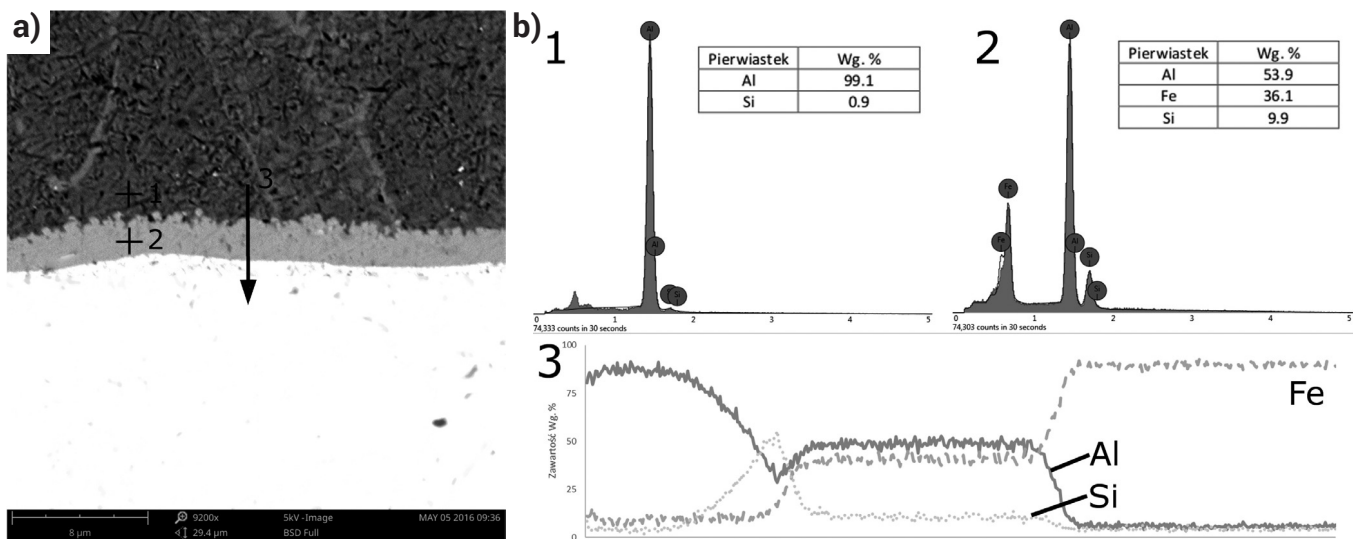 a)
1
2
3
8 µm
9200x
29.4 µm
5kV -Image
BSD Full
MAY 05 2016 09:36
b)
1
Al
Al
Si
Pierwiastek Wg. %
Al 99.1
Si 0.9
0 1 2 3 4 5
74,333 counts in 30 seconds
2
Fe
Fe
Al
Al
Si
Si
Pierwiastek Wg. %
Al 53.9
Fe 36.1
Si 9.9
0 1 2 3 4 5
74,303 counts in 30 seconds
3
Zawartość Wg. %
100
75
50
25
0
Fe
Al
Si